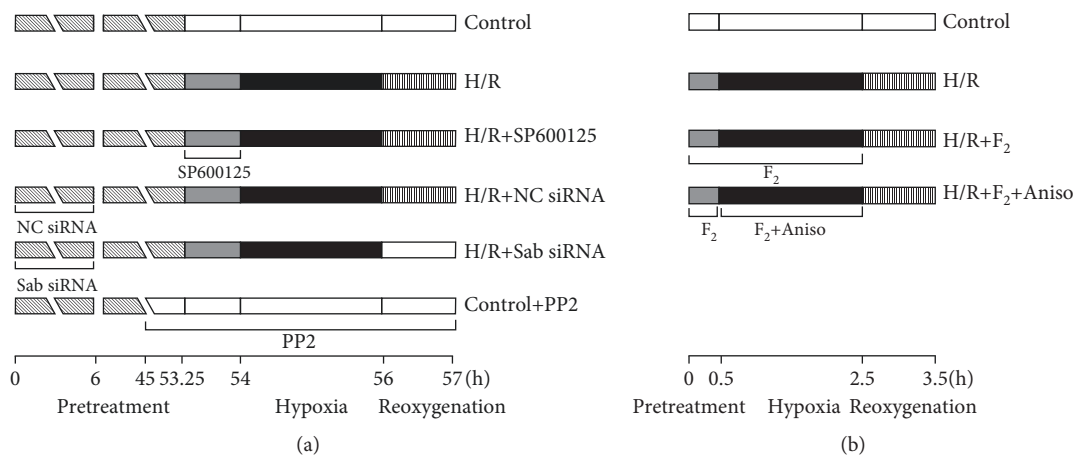 Control
H/R
H/R+SP600125
SP600125
H/R+NC siRNA
NC siRNA
H/R+Sab siRNA
Sab siRNA
Control+PP2
PP2
0 6 45 53.25 54 56 57 (h)
Pretreatment Hypoxia Reoxygenation
(a)
Control
H/R
H/R+F₂
F₂
H/R+F₂+Aniso
F₂ F₂+Aniso
0 0.5 2.5 3.5(h)
Pretreatment Hypoxia Reoxygenation
(b)